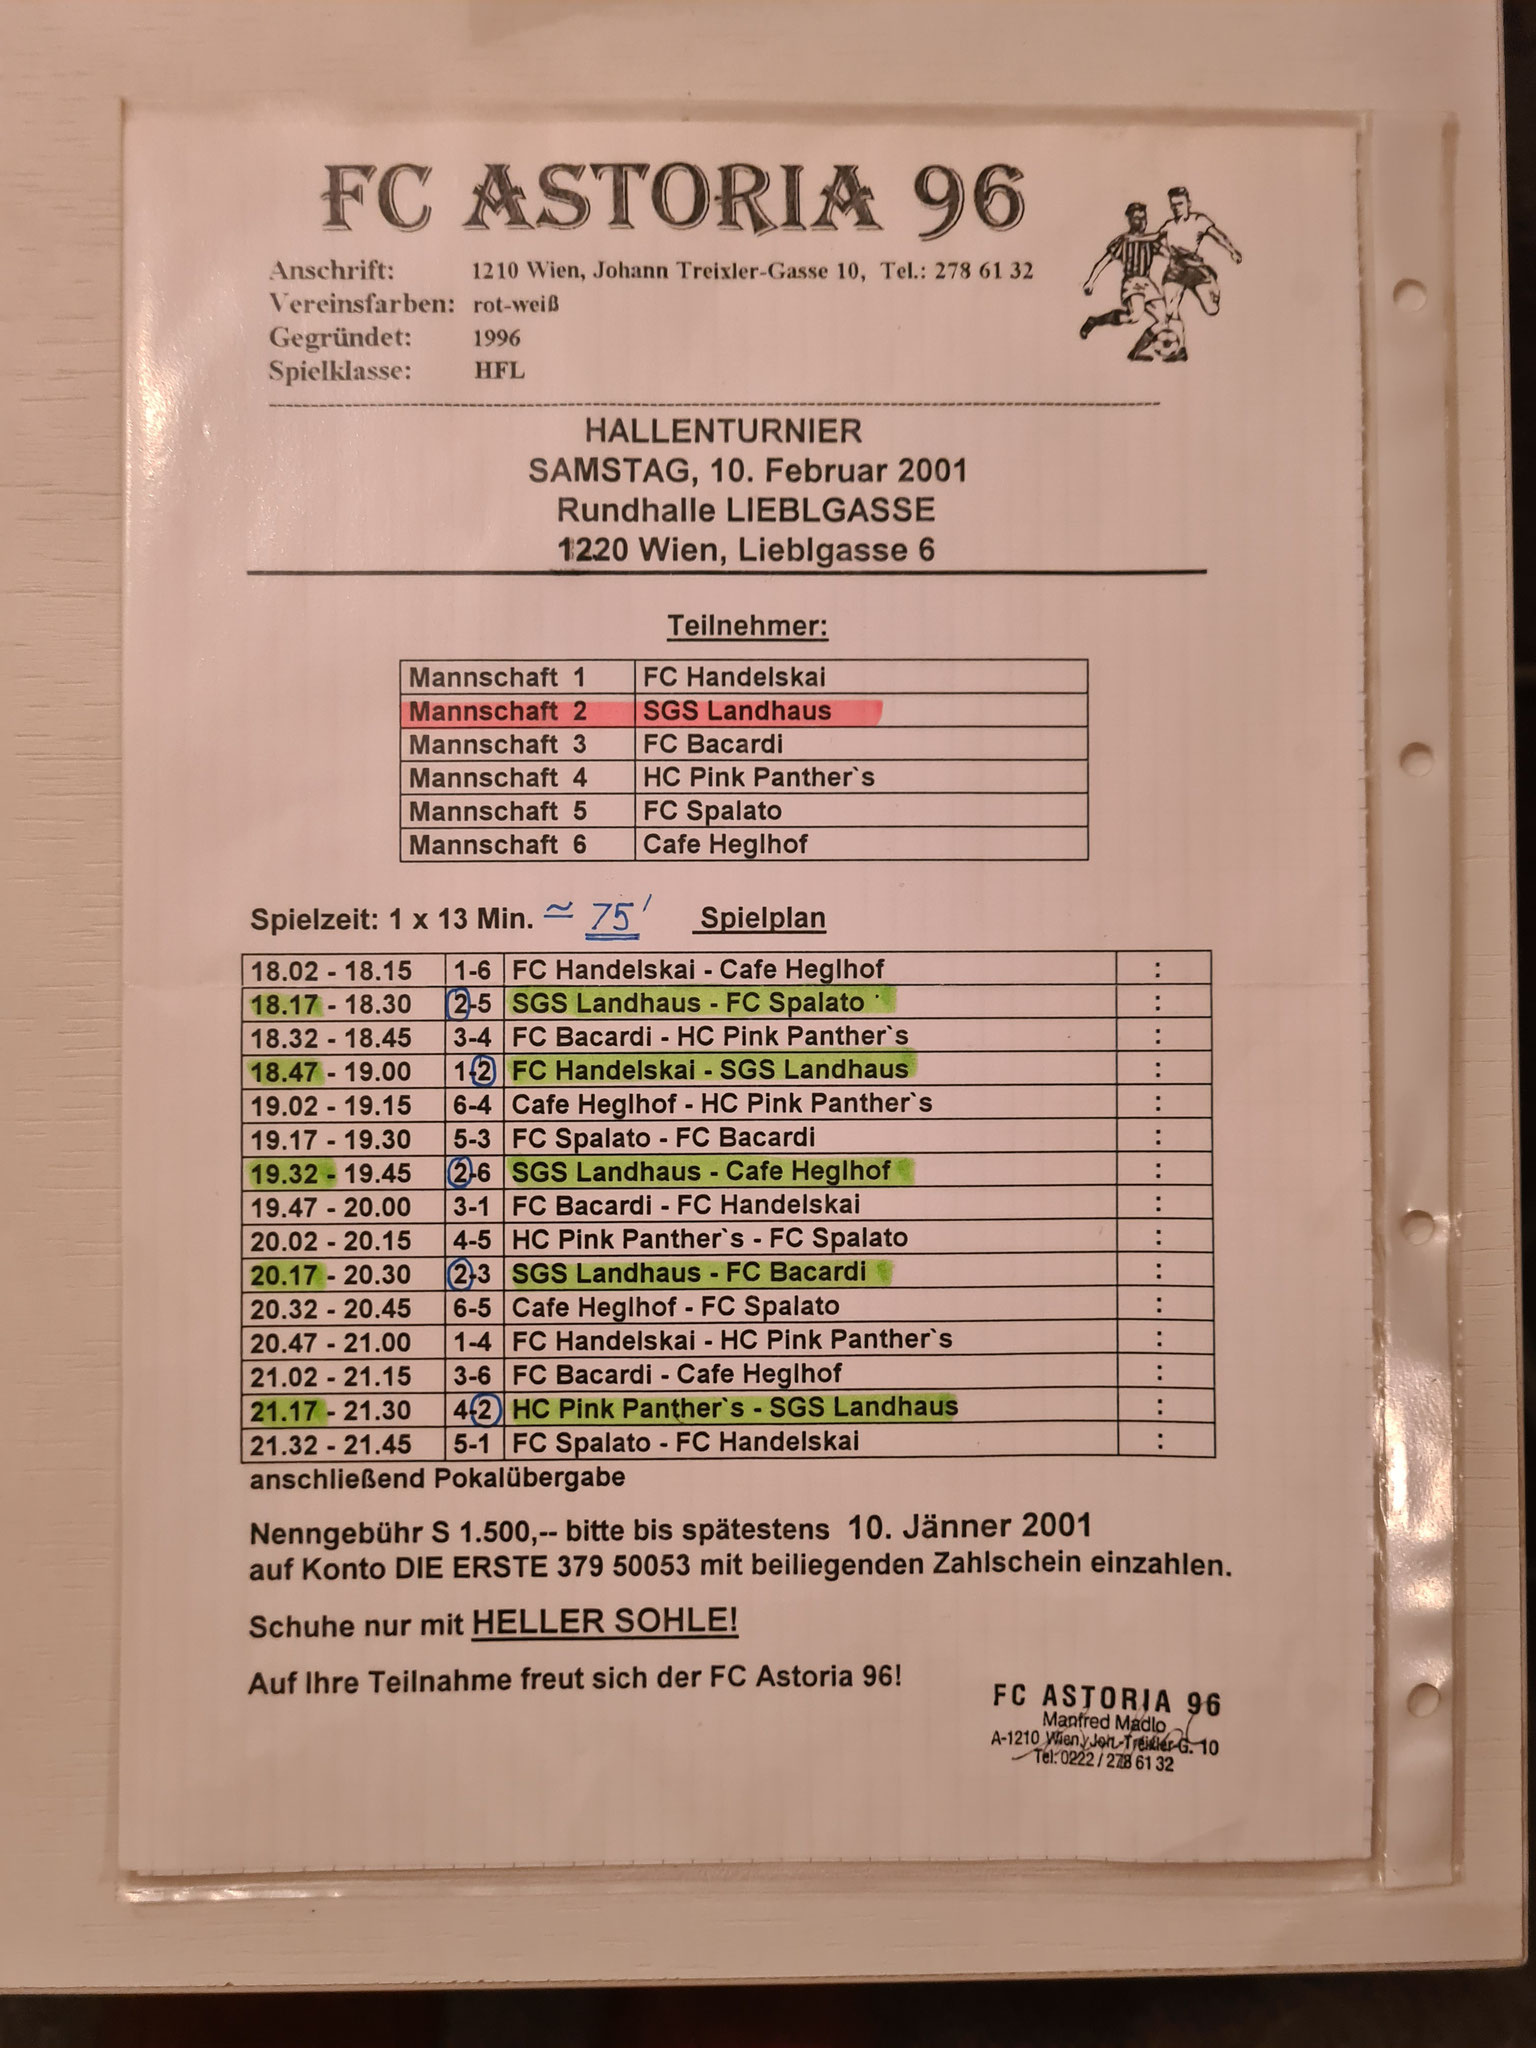 FC ASTORIA 96
Anschrift: 1210 Wien, Johann Treixler-Gasse 10, Tel.: 278 61 32
Vereinsfarben: rot-weiß
Gegründet: 1996
Spielklasse: HFL
HALLENTURNIER
SAMSTAG, 10. Februar 2001
Rundhalle LIEBLGASSE
1220 Wien, Lieblgasse 6
Teilnehmer:
Mannschaft 1 FC Handelskai
Mannschaft 2 SGS Landhaus
Mannschaft 3 FC Bacardi
Mannschaft 4 HC Pink Panther`s
Mannschaft 5 FC Spalato
Mannschaft 6 Cafe Heglhof
Spielzeit: 1 x 13 Min. ≃ 75' Spielplan
18.02 - 18.15 1-6 FC Handelskai - Cafe Heglhof :
18.17 - 18.30 2-5 SGS Landhaus - FC Spalato :
18.32 - 18.45 3-4 FC Bacardi - HC Pink Panther`s :
18.47 - 19.00 1-2 FC Handelskai - SGS Landhaus :
19.02 - 19.15 6-4 Cafe Heglhof - HC Pink Panther`s :
19.17 - 19.30 5-3 FC Spalato - FC Bacardi :
19.32 - 19.45 2-6 SGS Landhaus - Cafe Heglhof :
19.47 - 20.00 3-1 FC Bacardi - FC Handelskai :
20.02 - 20.15 4-5 HC Pink Panther`s - FC Spalato :
20.17 - 20.30 2-3 SGS Landhaus - FC Bacardi :
20.32 - 20.45 6-5 Cafe Heglhof - FC Spalato :
20.47 - 21.00 1-4 FC Handelskai - HC Pink Panther`s :
21.02 - 21.15 3-6 FC Bacardi - Cafe Heglhof :
21.17 - 21.30 4-2 HC Pink Panther`s - SGS Landhaus :
21.32 - 21.45 5-1 FC Spalato - FC Handelskai :
anschließend Pokalübergabe
Nenngebühr S 1.500,-- bitte bis spätestens 10. Jänner 2001
auf Konto DIE ERSTE 379 50053 mit beiliegenden Zahlschein einzahlen.
Schuhe nur mit HELLER SOHLE!
Auf Ihre Teilnahme freut sich der FC Astoria 96!
FC ASTORIA 96
Manfred Madlo
A-1210 Wien, Joh.-Treixler-G. 10
Tel. 0222 / 278 61 32